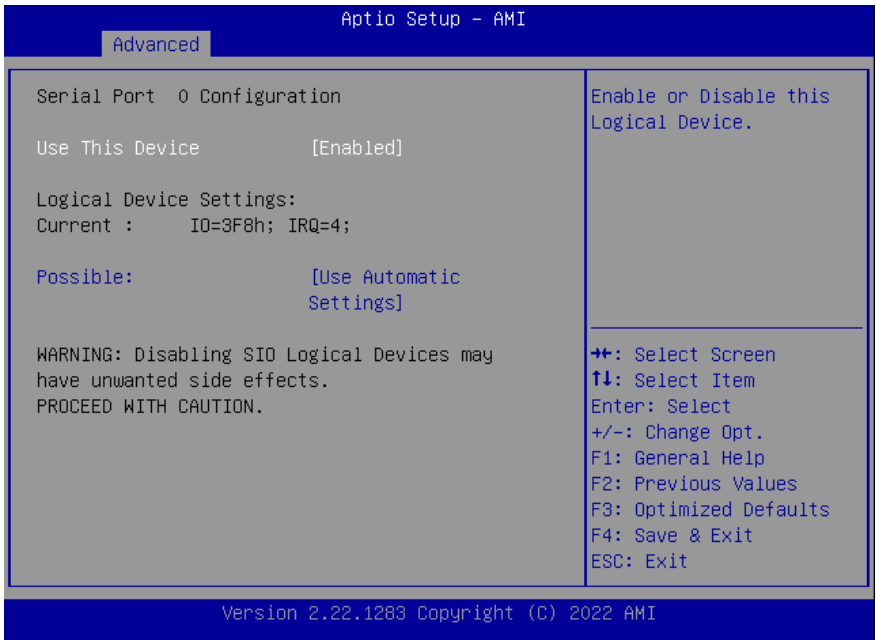 Aptio Setup – AMI
Advanced
Serial Port 0 Configuration
Use This Device [Enabled]
Logical Device Settings:
Current : IO=3F8h; IRQ=4;
Possible: [Use Automatic
Settings]
WARNING: Disabling SIO Logical Devices may
have unwanted side effects.
PROCEED WITH CAUTION.
Enable or Disable this
Logical Device.
→←: Select Screen
↑↓: Select Item
Enter: Select
+/-: Change Opt.
F1: General Help
F2: Previous Values
F3: Optimized Defaults
F4: Save & Exit
ESC: Exit
Version 2.22.1283 Copyright (C) 2022 AMI